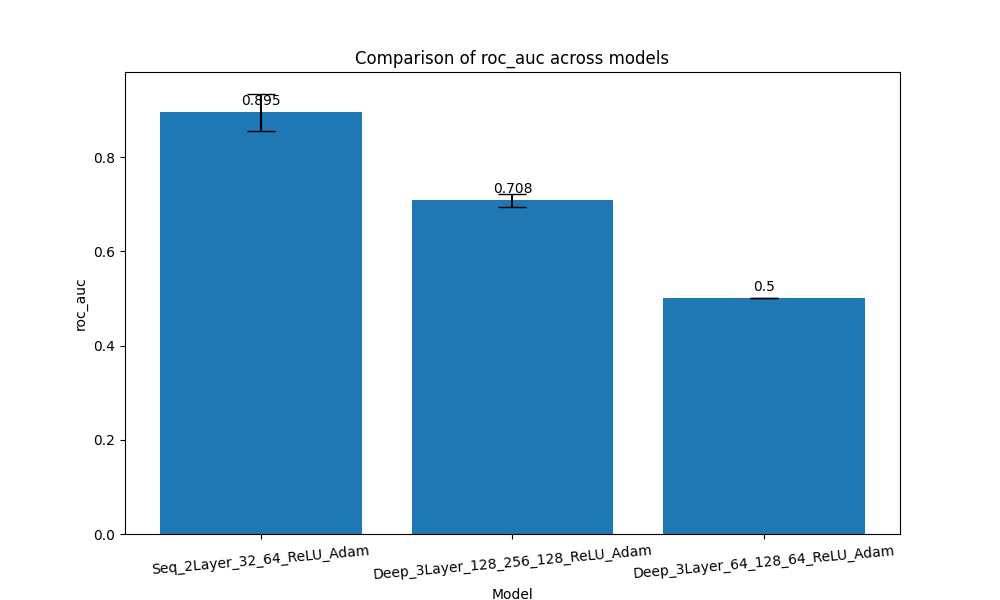 Comparison of roc_auc across models
roc_auc
0.8
0.6
0.4
0.2
0.0
0.895
0.708
0.5
Seq_2Layer_32_64_ReLU_Adam
Deep_3Layer_128_256_128_ReLU_Adam
Deep_3Layer_64_128_64_ReLU_Adam
Model